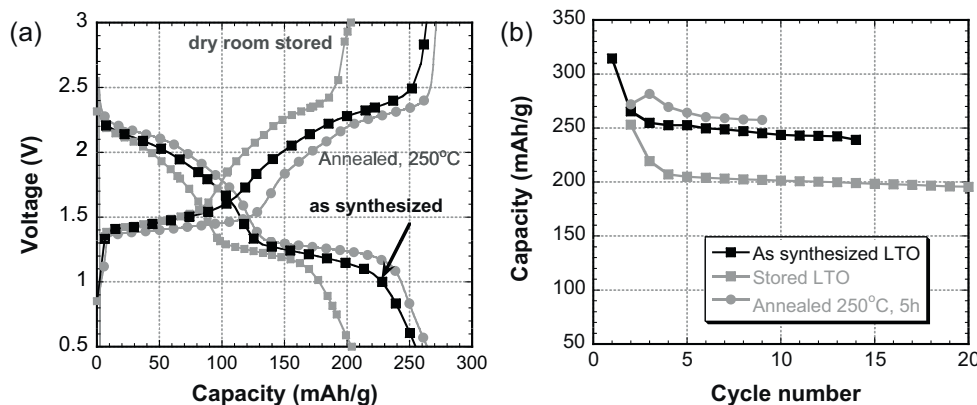 (a)
dry room stored
Annealed, 250°C
as synthesized
Voltage (V)
3
2.5
2
1.5
1
0.5
0
50
100
150
200
250
300
Capacity (mAh/g)
(b)
Capacity (mAh/g)
350
300
250
200
150
100
50
As synthesized LTO
Stored LTO
Annealed 250°C, 5h
0
5
10
15
20
Cycle number